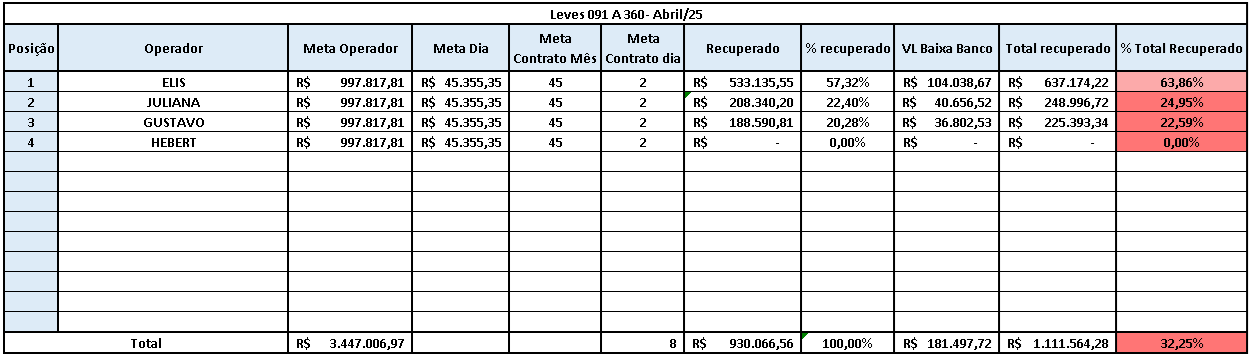 Leves 091 A 360- Abril/25
Posição Operador Meta Operador Meta Dia Meta Contrato Mês Meta Contrato dia Recuperado % recuperado VL Baixa Banco Total recuperado % Total Recuperado
1 ELIS R$ 997.817,81 R$ 45.355,35 45 2 R$ 533.135,55 57,32% R$ 104.038,67 R$ 637.174,22 63,86%
2 JULIANA R$ 997.817,81 R$ 45.355,35 45 2 R$ 208.340,20 22,40% R$ 40.656,52 R$ 248.996,72 24,95%
3 GUSTAVO R$ 997.817,81 R$ 45.355,35 45 2 R$ 188.590,81 20,28% R$ 36.802,53 R$ 225.393,34 22,59%
4 HEBERT R$ 997.817,81 R$ 45.355,35 45 2 R$ - 0,00% R$ - R$ - 0,00%
Total R$ 3.447.006,97 8 R$ 930.066,56 100,00% R$ 181.497,72 R$ 1.111.564,28 32,25%